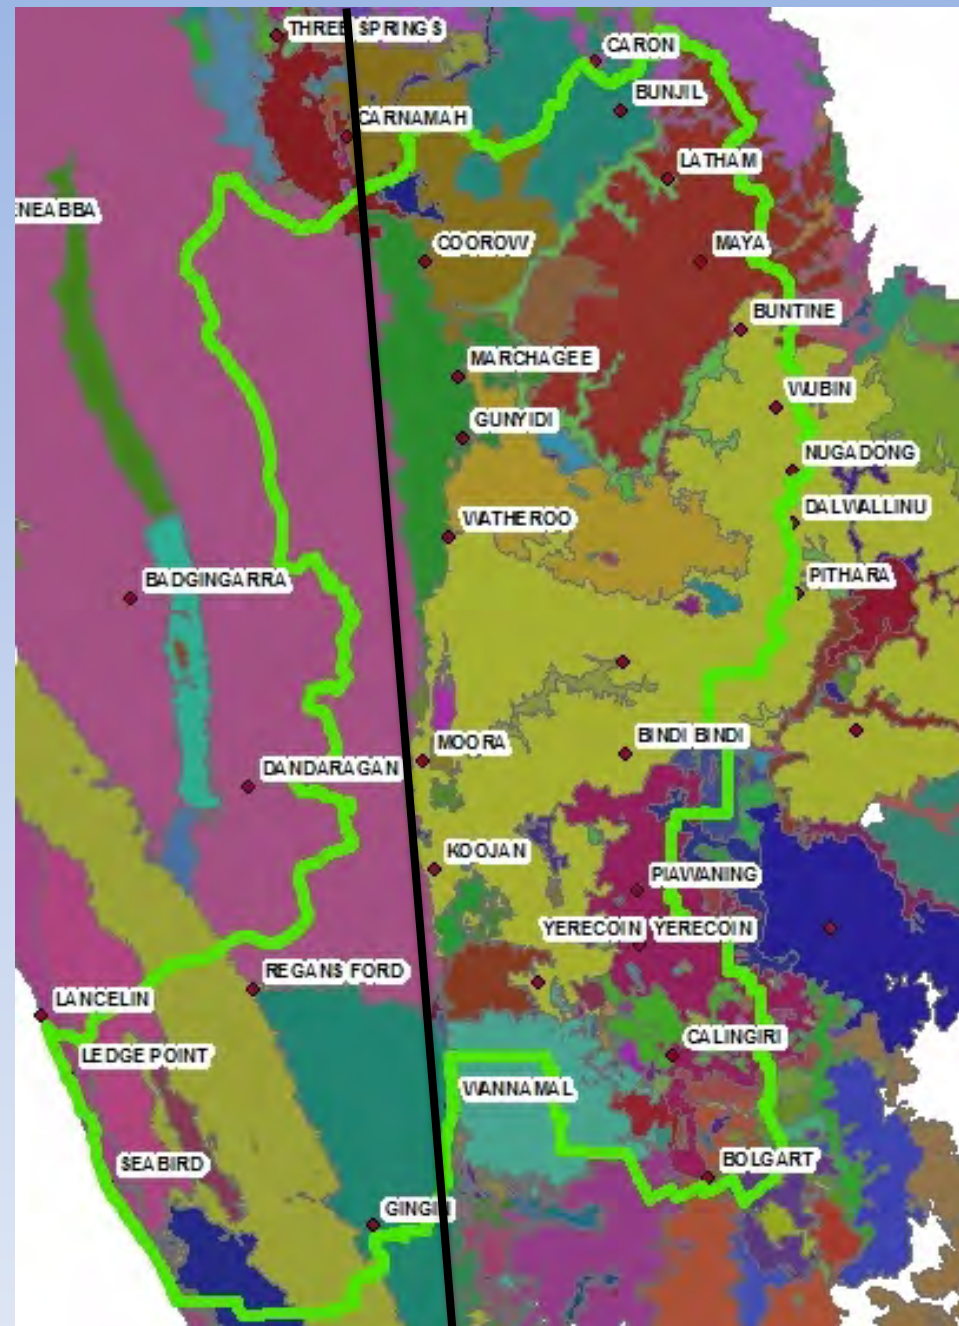 THREE SPRINGS
CARON
BUNJIL
CARNAMAH
LATHAM
NEABBA
COOROW
MAYA
BUNTINE
MARCHAGEE
WUBIN
GUNYIDI
NUGADONG
WATHEROO
DALWALLINU
BADGINGARRA
PITHARA
MOORA
BINDI BINDI
DANDARAGAN
KOOJAN
PIAWANING
YERECOIN YERECOIN
REGANS FORD
LANCELIN
LEDGE POINT
CALINGIRI
WANNAMAL
SEABIRD
BOLGART
GINGIN